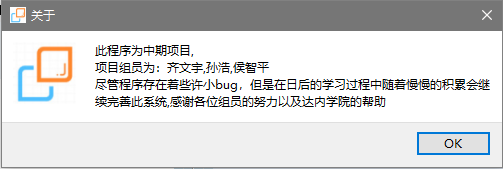 关于
此程序为中期项目,
项目组员为：齐文宇,孙浩,侯智平
尽管程序存在着些许小bug，但是在日后的学习过程中随着慢慢的积累会继
续完善此系统,感谢各位组员的努力以及达内学院的帮助
OK